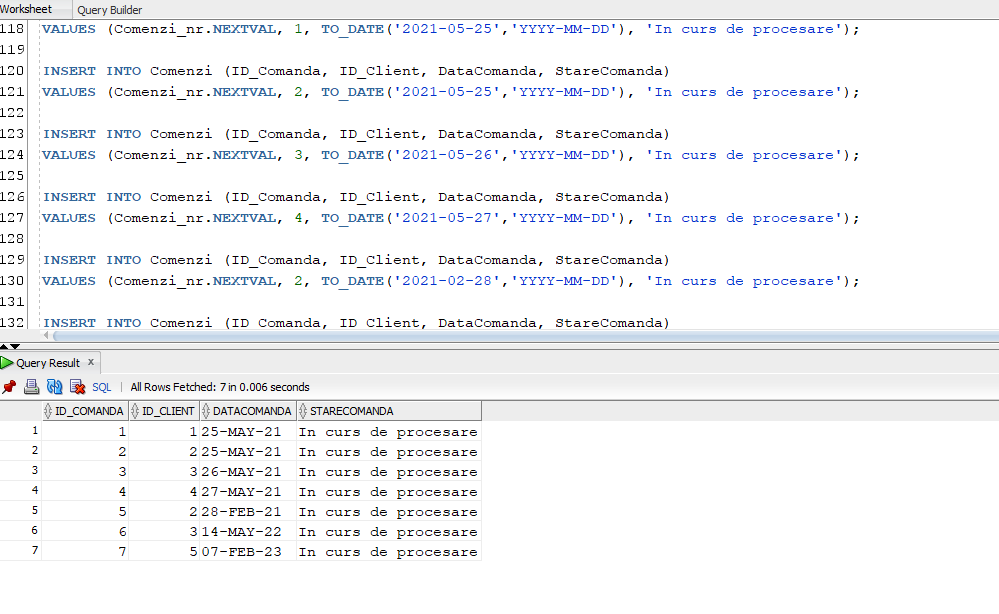 Worksheet Query Builder
118 VALUES (Comenzi_nr.NEXTVAL, 1, TO_DATE('2021-05-25','YYYY-MM-DD'), 'In curs de procesare');
119
120 INSERT INTO Comenzi (ID_Comanda, ID_Client, DataComanda, StareComanda)
121 VALUES (Comenzi_nr.NEXTVAL, 2, TO_DATE('2021-05-25','YYYY-MM-DD'), 'In curs de procesare');
122
123 INSERT INTO Comenzi (ID_Comanda, ID_Client, DataComanda, StareComanda)
124 VALUES (Comenzi_nr.NEXTVAL, 3, TO_DATE('2021-05-26','YYYY-MM-DD'), 'In curs de procesare');
125
126 INSERT INTO Comenzi (ID_Comanda, ID_Client, DataComanda, StareComanda)
127 VALUES (Comenzi_nr.NEXTVAL, 4, TO_DATE('2021-05-27','YYYY-MM-DD'), 'In curs de procesare');
128
129 INSERT INTO Comenzi (ID_Comanda, ID_Client, DataComanda, StareComanda)
130 VALUES (Comenzi_nr.NEXTVAL, 2, TO_DATE('2021-02-28','YYYY-MM-DD'), 'In curs de procesare');
131
132 INSERT INTO Comenzi (ID_Comanda, ID_Client, DataComanda, StareComanda)
Query Result x
SQL | All Rows Fetched: 7 in 0.006 seconds
ID_COMANDA ID_CLIENT DATACOMANDA STARECOMANDA
1 1 1 25-MAY-21 In curs de procesare
2 2 2 25-MAY-21 In curs de procesare
3 3 3 26-MAY-21 In curs de procesare
4 4 4 27-MAY-21 In curs de procesare
5 5 2 28-FEB-21 In curs de procesare
6 6 3 14-MAY-22 In curs de procesare
7 7 5 07-FEB-23 In curs de procesare